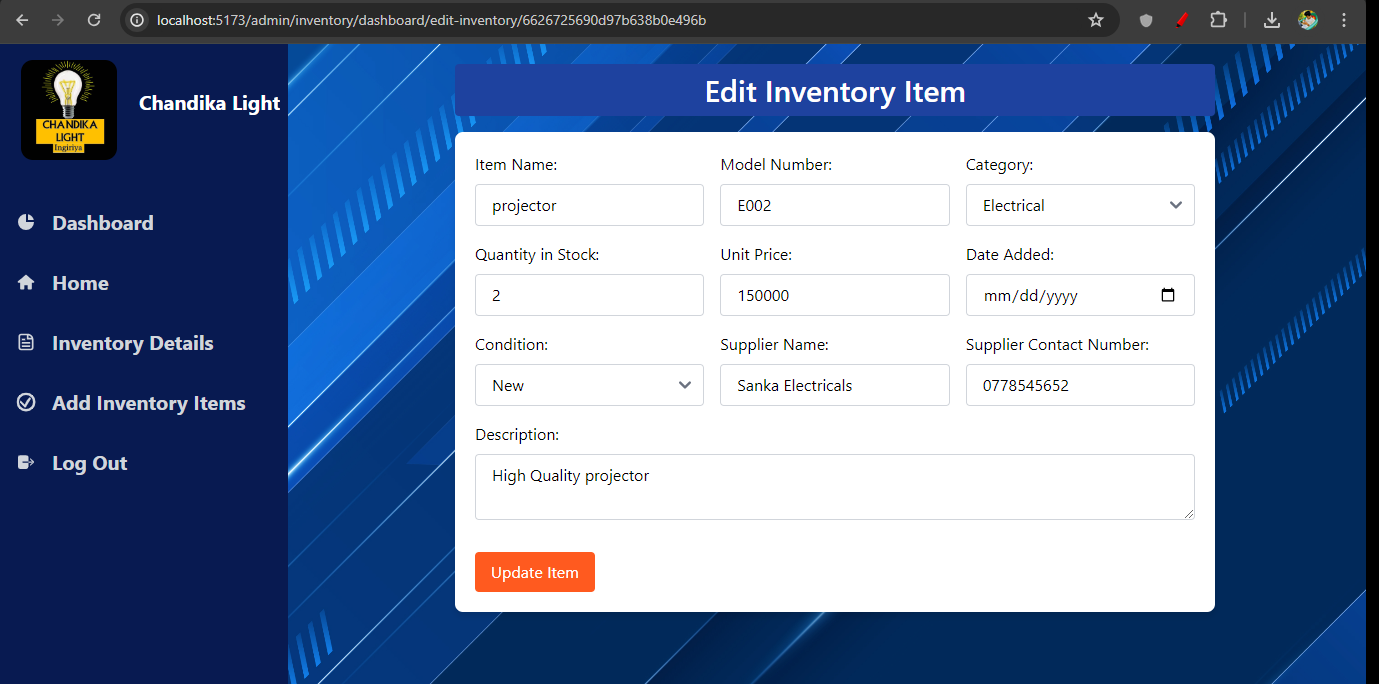 localhost:5173/admin/inventory/dashboard/edit-inventory/6626725690d97b638b0e496b
CHANDIKA
LIGHT
Ingiriya
Chandika Light
Dashboard
Home
Inventory Details
Add Inventory Items
Log Out
Edit Inventory Item
Item Name: Model Number: Category:
projector E002 Electrical
Quantity in Stock: Unit Price: Date Added:
2 150000 mm/dd/yyyy
Condition: Supplier Name: Supplier Contact Number:
New Sanka Electricals 0778545652
Description:
High Quality projector
Update Item